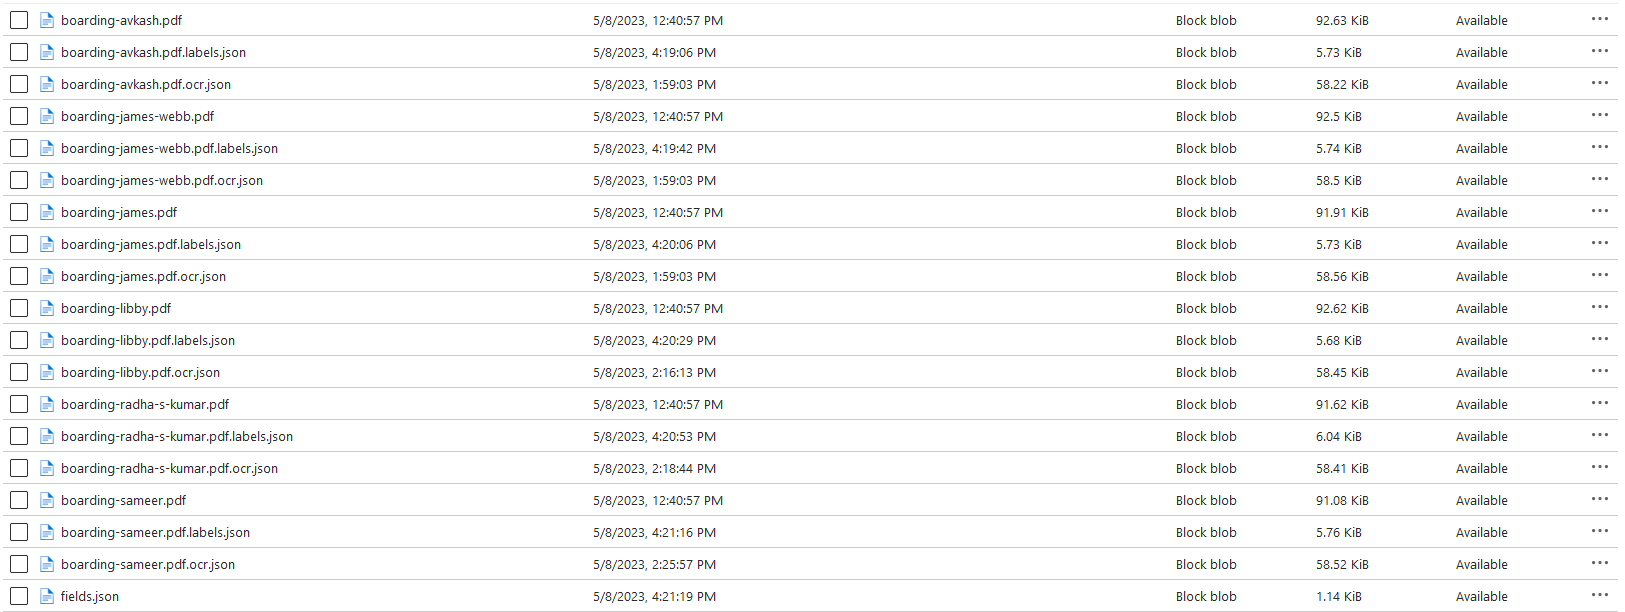 boarding-avkash.pdf 5/8/2023, 12:40:57 PM Block blob 92.63 KiB Available ...
boarding-avkash.pdf.labels.json 5/8/2023, 4:19:06 PM Block blob 5.73 KiB Available ...
boarding-avkash.pdf.ocr.json 5/8/2023, 1:59:03 PM Block blob 58.22 KiB Available ...
boarding-james-webb.pdf 5/8/2023, 12:40:57 PM Block blob 92.5 KiB Available ...
boarding-james-webb.pdf.labels.json 5/8/2023, 4:19:42 PM Block blob 5.74 KiB Available ...
boarding-james-webb.pdf.ocr.json 5/8/2023, 1:59:03 PM Block blob 58.5 KiB Available ...
boarding-james.pdf 5/8/2023, 12:40:57 PM Block blob 91.91 KiB Available ...
boarding-james.pdf.labels.json 5/8/2023, 4:20:06 PM Block blob 5.73 KiB Available ...
boarding-james.pdf.ocr.json 5/8/2023, 1:59:03 PM Block blob 58.56 KiB Available ...
boarding-libby.pdf 5/8/2023, 12:40:57 PM Block blob 92.62 KiB Available ...
boarding-libby.pdf.labels.json 5/8/2023, 4:20:29 PM Block blob 5.68 KiB Available ...
boarding-libby.pdf.ocr.json 5/8/2023, 2:16:13 PM Block blob 58.45 KiB Available ...
boarding-radha-s-kumar.pdf 5/8/2023, 12:40:57 PM Block blob 91.62 KiB Available ...
boarding-radha-s-kumar.pdf.labels.json 5/8/2023, 4:20:53 PM Block blob 6.04 KiB Available ...
boarding-radha-s-kumar.pdf.ocr.json 5/8/2023, 2:18:44 PM Block blob 58.41 KiB Available ...
boarding-sameer.pdf 5/8/2023, 12:40:57 PM Block blob 91.08 KiB Available ...
boarding-sameer.pdf.labels.json 5/8/2023, 4:21:16 PM Block blob 5.76 KiB Available ...
boarding-sameer.pdf.ocr.json 5/8/2023, 2:25:57 PM Block blob 58.52 KiB Available ...
fields.json 5/8/2023, 4:21:19 PM Block blob 1.14 KiB Available ...